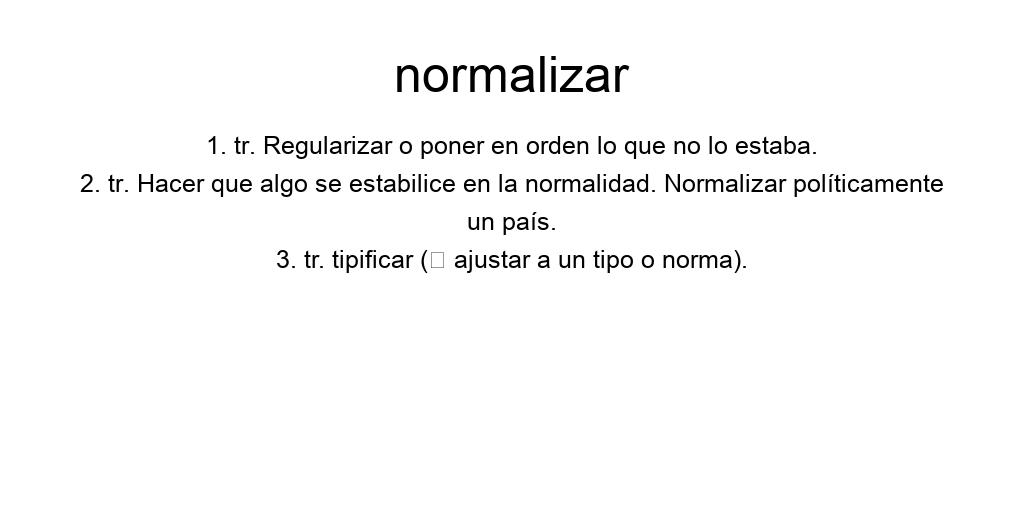 normalizar
1. tr. Regularizar o poner en orden lo que no lo estaba.
2. tr. Hacer que algo se estabilice en la normalidad. Normalizar políticamente
un país.
3. tr. tipificar (□ ajustar a un tipo o norma).